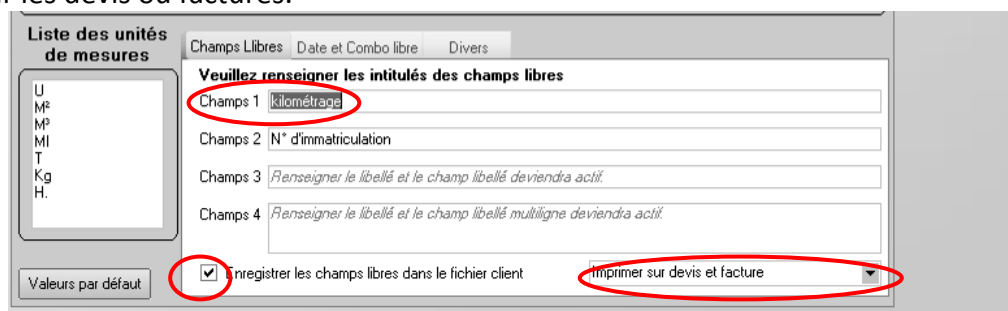 Liste des unités
de mesures
U
M²
M³
Ml
T
Kg
H.
Valeurs par défaut
Champs Llibres Date et Combo libre Divers
Veuillez renseigner les intitulés des champs libres
Champs 1 kilométrage
Champs 2 N° d'immatriculation
Champs 3 Renseigner le libellé et le champ libellé deviendra actif.
Champs 4 Renseigner le libellé et le champ libellé multiligne deviendra actif.
Enregistrer les champs libres dans le fichier client Imprimer sur devis et facture